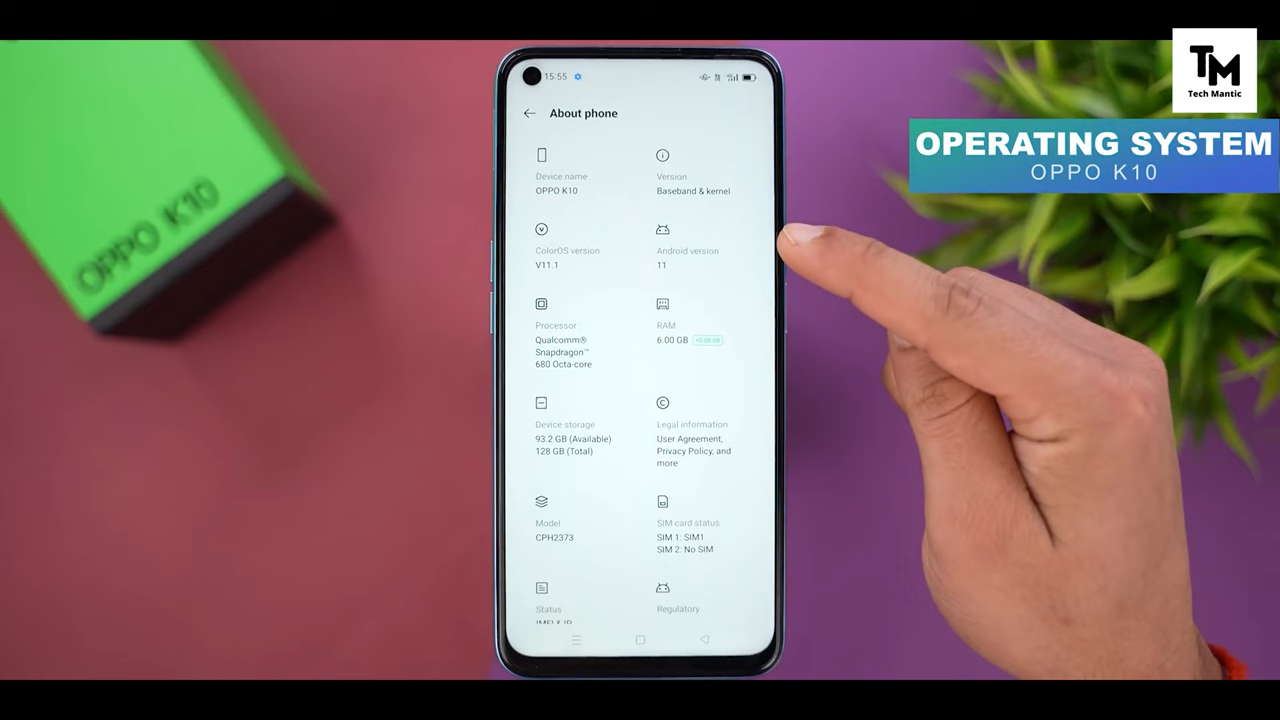 TM
Tech Mantic
OPERATING SYSTEM
OPPO K10
OPPO K10
15:55
About phone
Device name
OPPO K10
Version
Baseband & kernel
ColorOS version
V11.1
Android version
11
Processor
Qualcomm®
Snapdragon™
680 Octa-core
RAM
6.00 GB
Device storage
93.2 GB (Available)
128 GB (Total)
Legal information
User Agreement,
Privacy Policy, and
more
Model
CPH2373
SIM card status
SIM 1: SIM1
SIM 2: No SIM
Status
Regulatory